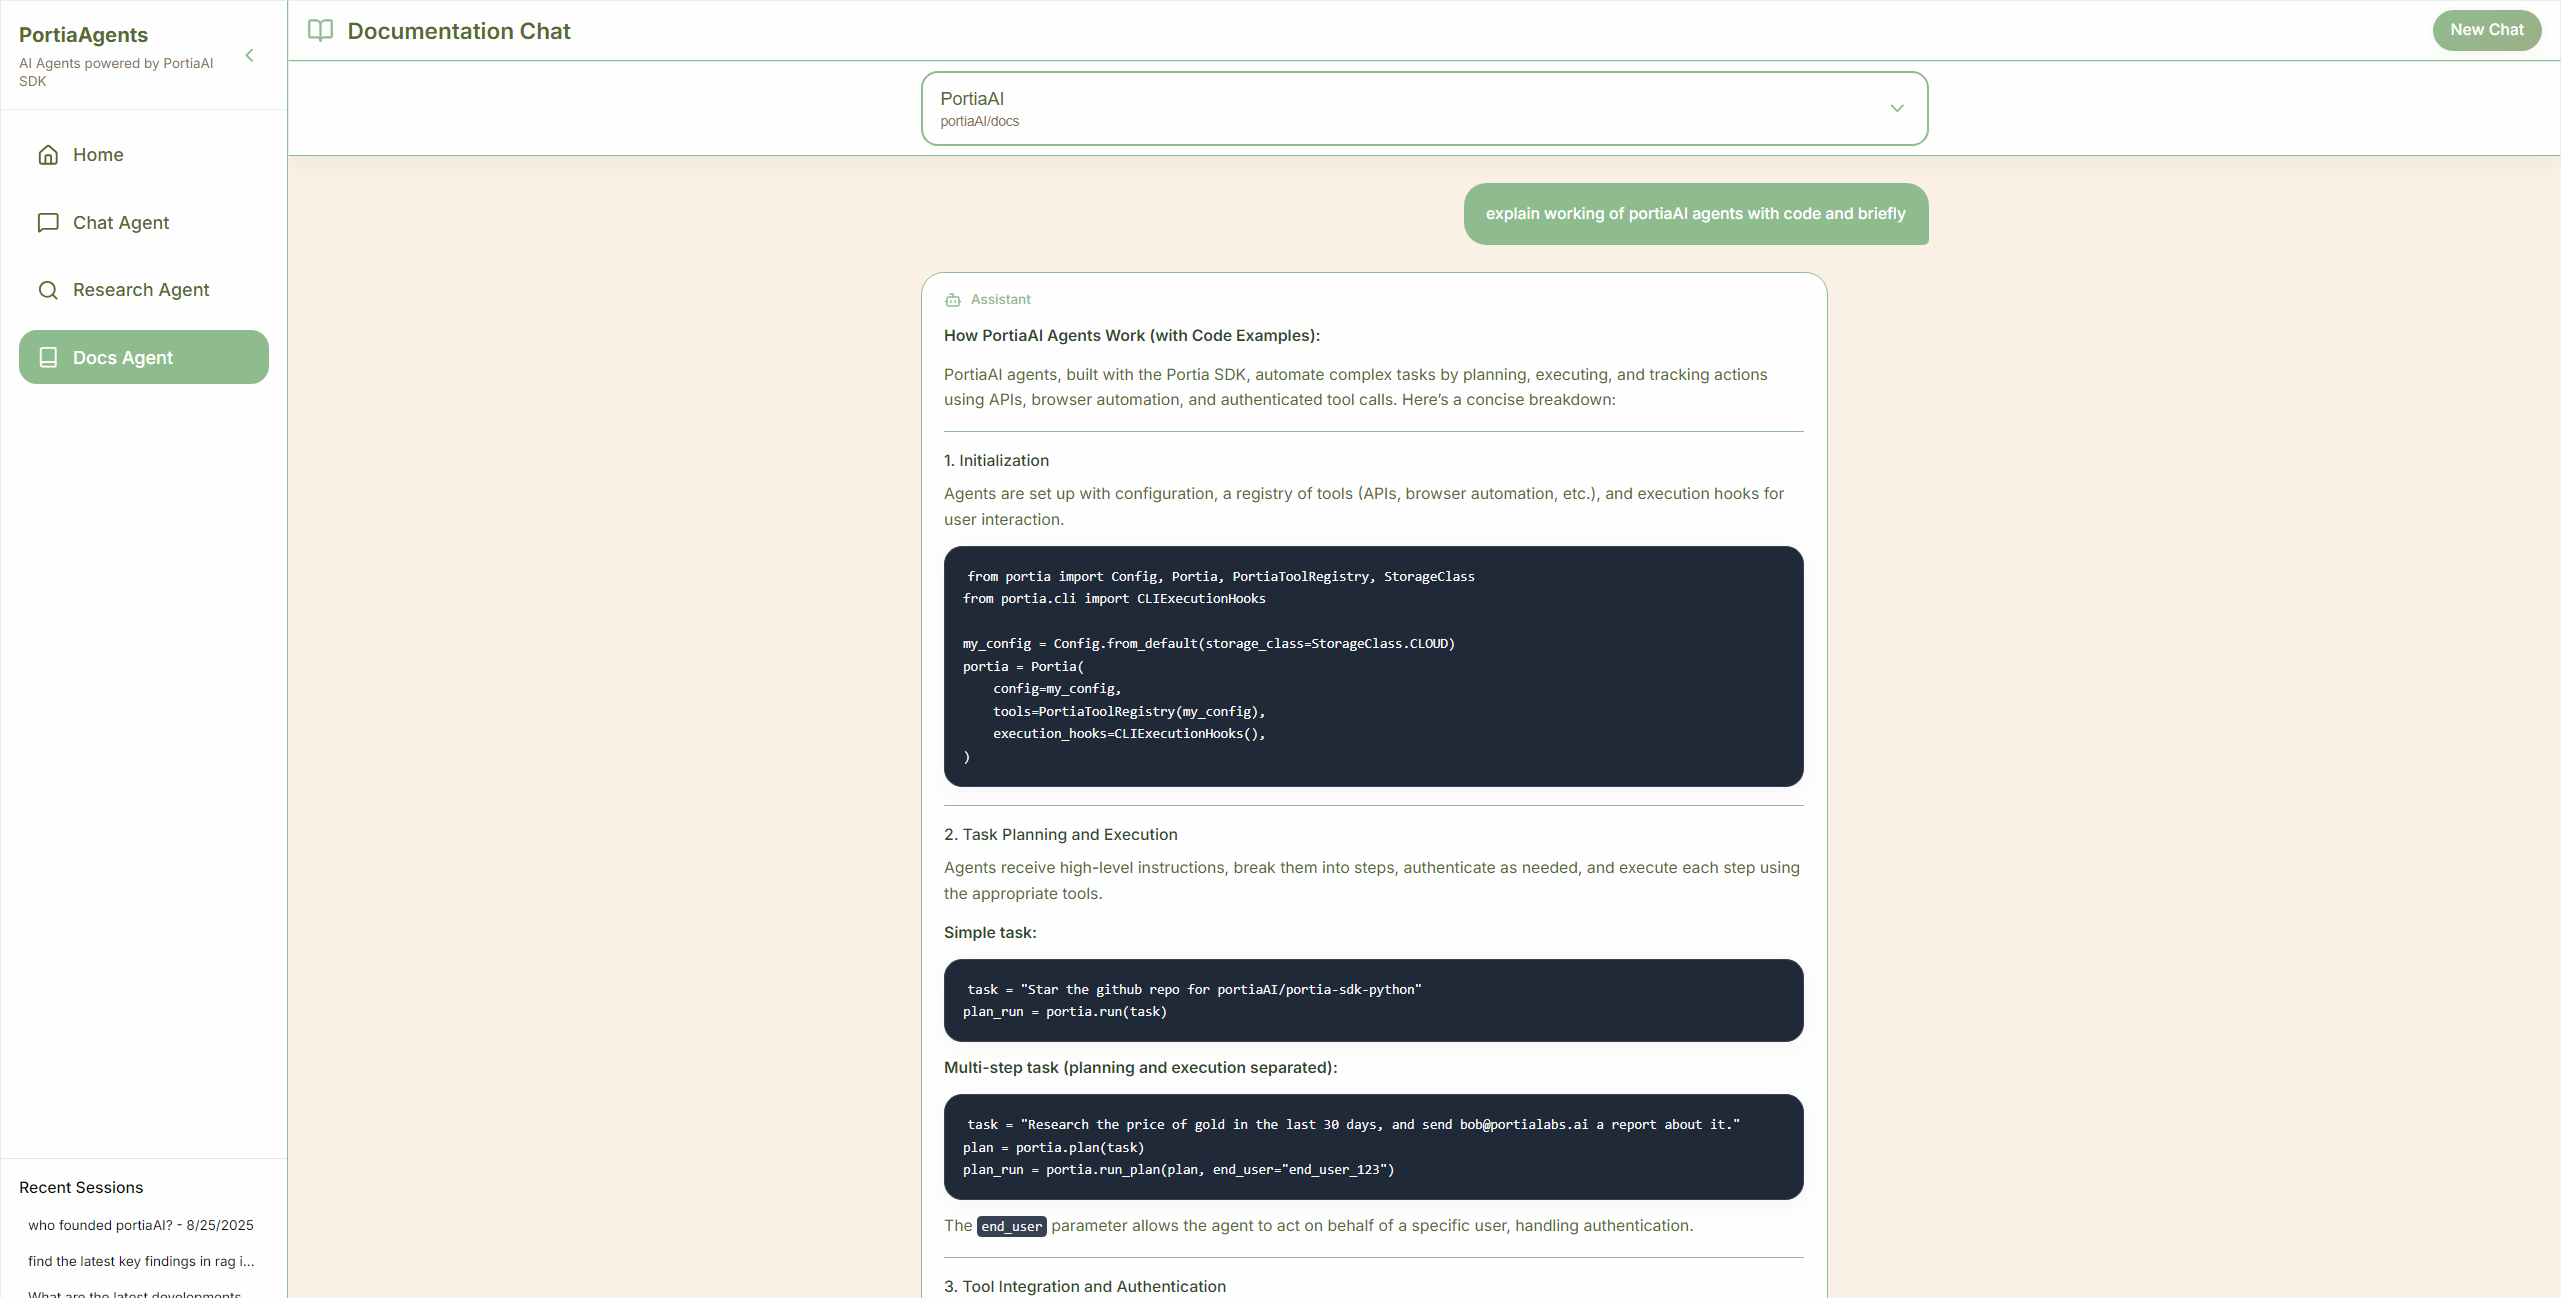 PortiaAgents
AI Agents powered by PortiaAI
SDK
Home
Chat Agent
Research Agent
Docs Agent
Recent Sessions
who founded portiaAI? - 8/25/2025
find the latest key findings in rag i...
What are the latest developments
Documentation Chat
New Chat
PortiaAI
portiaAI/docs
explain working of portiaAI agents with code and briefly
Assistant
How PortiaAI Agents Work (with Code Examples):
PortiaAI agents, built with the Portia SDK, automate complex tasks by planning, executing, and tracking actions
using APIs, browser automation, and authenticated tool calls. Here’s a concise breakdown:
1. Initialization
Agents are set up with configuration, a registry of tools (APIs, browser automation, etc.), and execution hooks for
user interaction.
from portia import Config, Portia, PortiaToolRegistry, StorageClass
from portia.cli import CLIExecutionHooks
my_config = Config.from_default(storage_class=StorageClass.CLOUD)
portia = Portia(
    config=my_config,
    tools=PortiaToolRegistry(my_config),
    execution_hooks=CLIExecutionHooks(),
)
2. Task Planning and Execution
Agents receive high-level instructions, break them into steps, authenticate as needed, and execute each step using
the appropriate tools.
Simple task:
task = "Star the github repo for portiaAI/portia-sdk-python"
plan_run = portia.run(task)
Multi-step task (planning and execution separated):
task = "Research the price of gold in the last 30 days, and send bob@portialabs.ai a report about it."
plan = portia.plan(task)
plan_run = portia.run_plan(plan, end_user="end_user_123")
The end_user parameter allows the agent to act on behalf of a specific user, handling authentication.
3. Tool Integration and Authentication